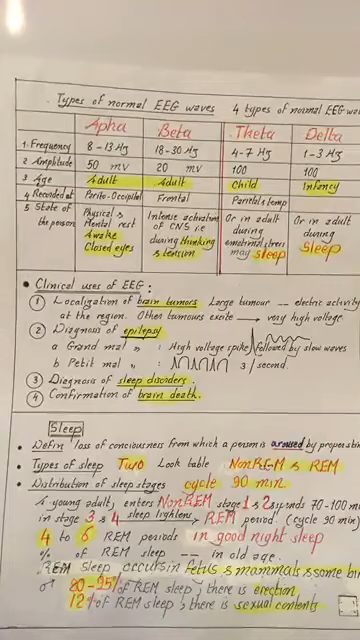 Types of normal EEG waves 4 types of normal EEG wave
Apha Beta Theta Delta
1. Frequency 8-13 Hz 18-30 Hz 4-7 Hz 1-3 Hz
2 Amplitude 50 mv 20 mv 100 100
3 Age Adult Adult Child Infancy
4 Recorded at Parito-Occipital Frontal Parital & temp
5 State of the person Physical & Mental rest Awake Closed eyes Intense activation of CNS i.e during thinking & tension Or in adult during emotional stress may sleep Or in adult during Sleep
• Clinical uses of EEG:
① Localigation of brain tumors Large tumour — electric activity
at the region. Other tumours excite → very high voltage
② Diagnosis of epilepsy
a Grand mal " : High voltage spike followed by slow waves
b Petit mal " : 3/second.
③ Diagnosis of sleep disorders.
④ Confirmation of brain death.
Sleep
• Defin loss of conciousness from which a person is aroused by
• Types of sleep Two Look table NonREM & REM
• Distribution of sleep stages cycle 90 min.
A young adult, enters NonREM stage 1 & 2 spends 70-100 m
in stage 3 & 4 sleep lightens, REM period (cycle 90 min)
4 to 6 REM periods in good night sleep
% of REM sleep -- in old age.
REM sleep occurs in fetus & mammals & some
of 80-25% of REM sleep; there is erection
12% of REM sleep; there is sexual contents